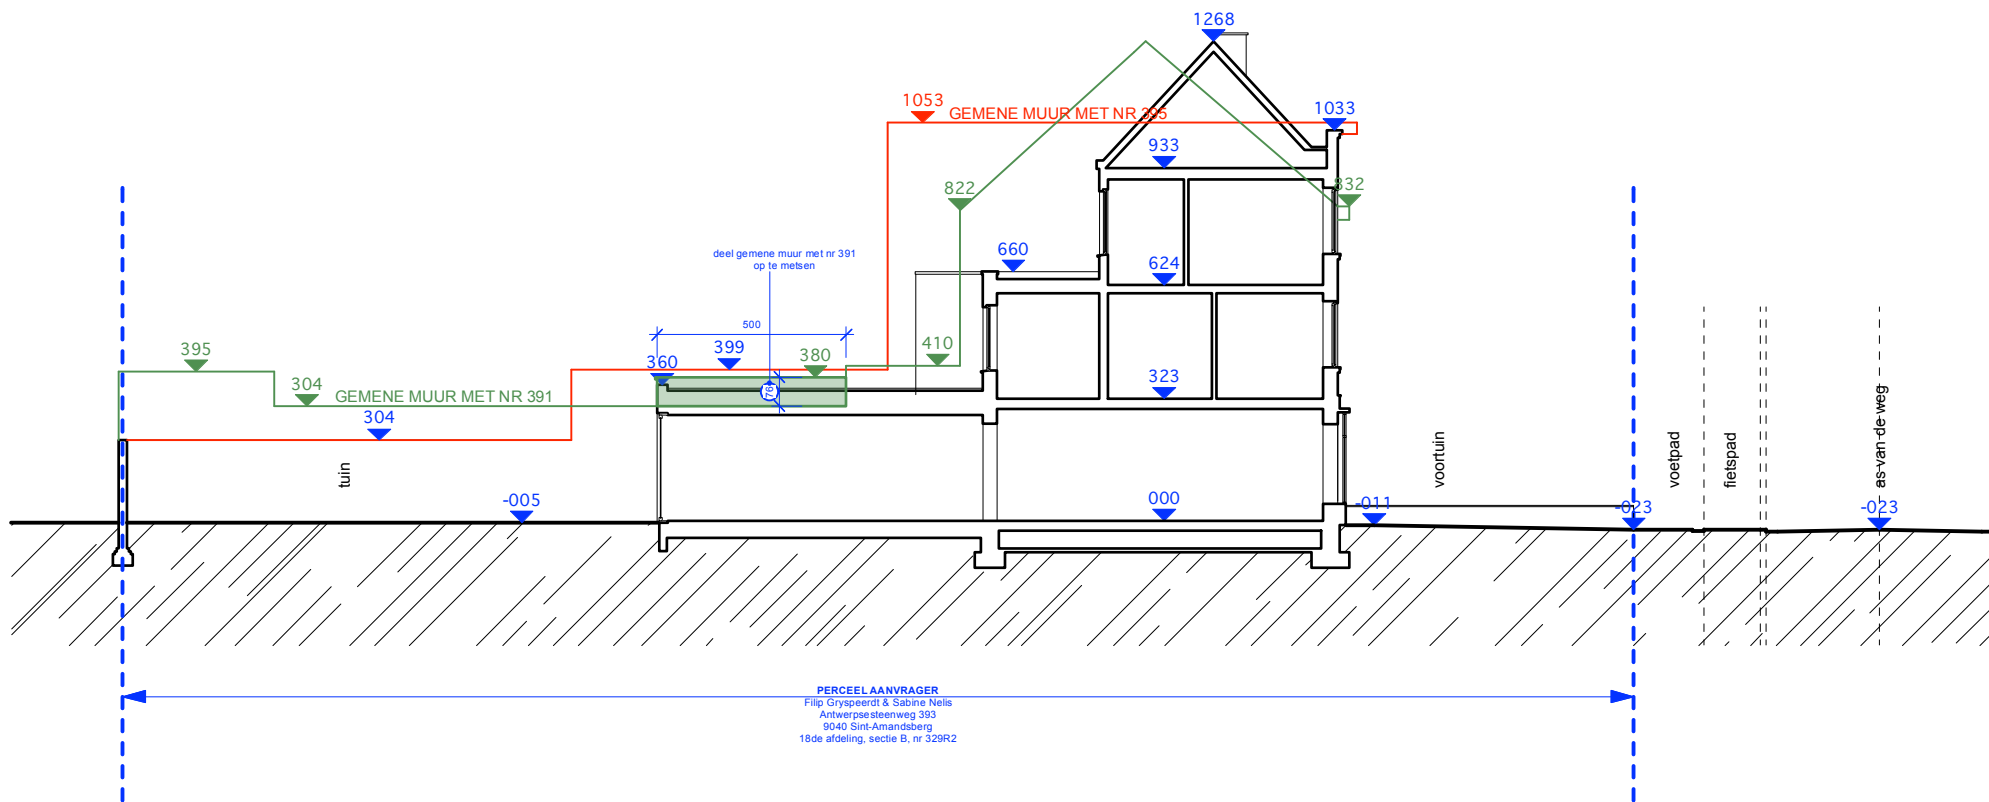 1268
1053
GEMENE MUUR MET NR 395
1033
933
822
832
deel gemene muur met nr 391
op te metsen
660
624
500
395
399
380
410
360
323
304
GEMENE MUUR MET NR 391
76
304
tuin
voortuin
voetpad
fietspad
as van de weg
-005
000
-011
-023
-023
PERCEEL AANVRAGER
Filip Gryspeerdt & Sabine Nelis
Antwerpsesteenweg 393
9040 Sint-Amandsberg
18de afdeling, sectie B, nr 329R2